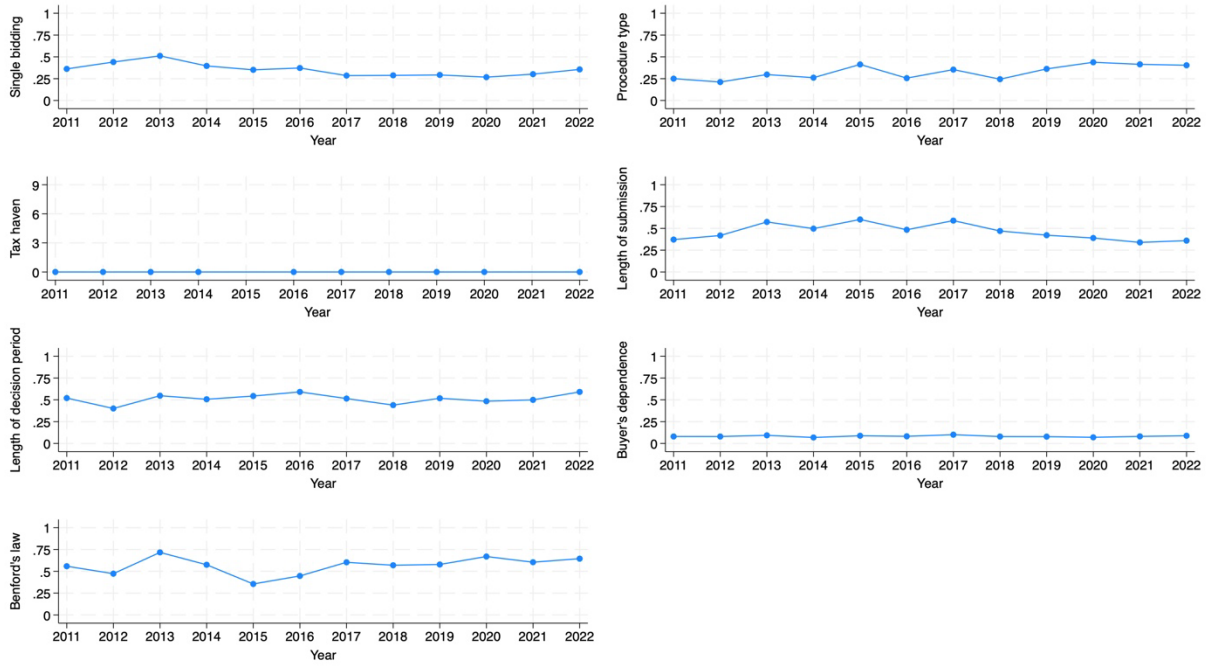 Single bidding
1
.75
.5
.25
0
2011 2012 2013 2014 2015 2016 2017 2018 2019 2020 2021 2022
Year
Procedure type
1
.75
.5
.25
0
2011 2012 2013 2014 2015 2016 2017 2018 2019 2020 2021 2022
Year
Tax haven
9
6
3
0
2011 2012 2013 2014 2015 2016 2017 2018 2019 2020 2021 2022
Year
Length of submission
1
.75
.5
.25
0
2011 2012 2013 2014 2015 2016 2017 2018 2019 2020 2021 2022
Year
Length of decision period
1
.75
.5
.25
0
2011 2012 2013 2014 2015 2016 2017 2018 2019 2020 2021 2022
Year
Buyer's dependence
1
.75
.5
.25
0
2011 2012 2013 2014 2015 2016 2017 2018 2019 2020 2021 2022
Year
Benford's law
1
.75
.5
.25
0
2011 2012 2013 2014 2015 2016 2017 2018 2019 2020 2021 2022
Year